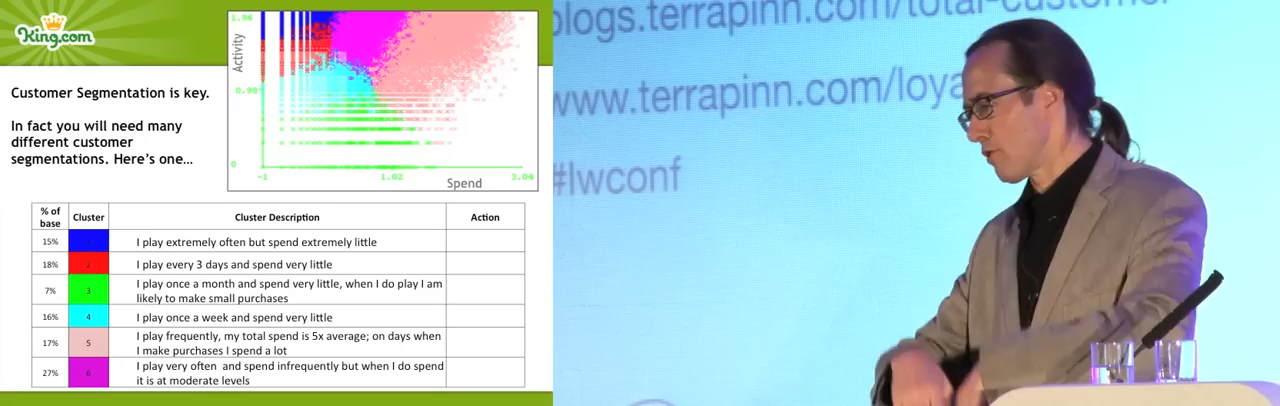 King.com
Customer Segmentation is key.
In fact you will need many
different customer
segmentations. Here's one...
1.96
Activity
0.98
0
-1
1.02
3.04
Spend
% of base Cluster Cluster Description Action
15% 1 I play extremely often but spend extremely little
18% 2 I play every 3 days and spend very little
7% 3 I play once a month and spend very little, when I do play I am
likely to make small purchases
16% 4 I play once a week and spend very little
17% 5 I play frequently, my total spend is 5x average; on days when
I make purchases I spend a lot
27% 6 I play very often and spend infrequently but when I do spend
it is at moderate levels
blogs.terrapinn.com/total-customer
www.terrapinn.com/loya
#lwconf